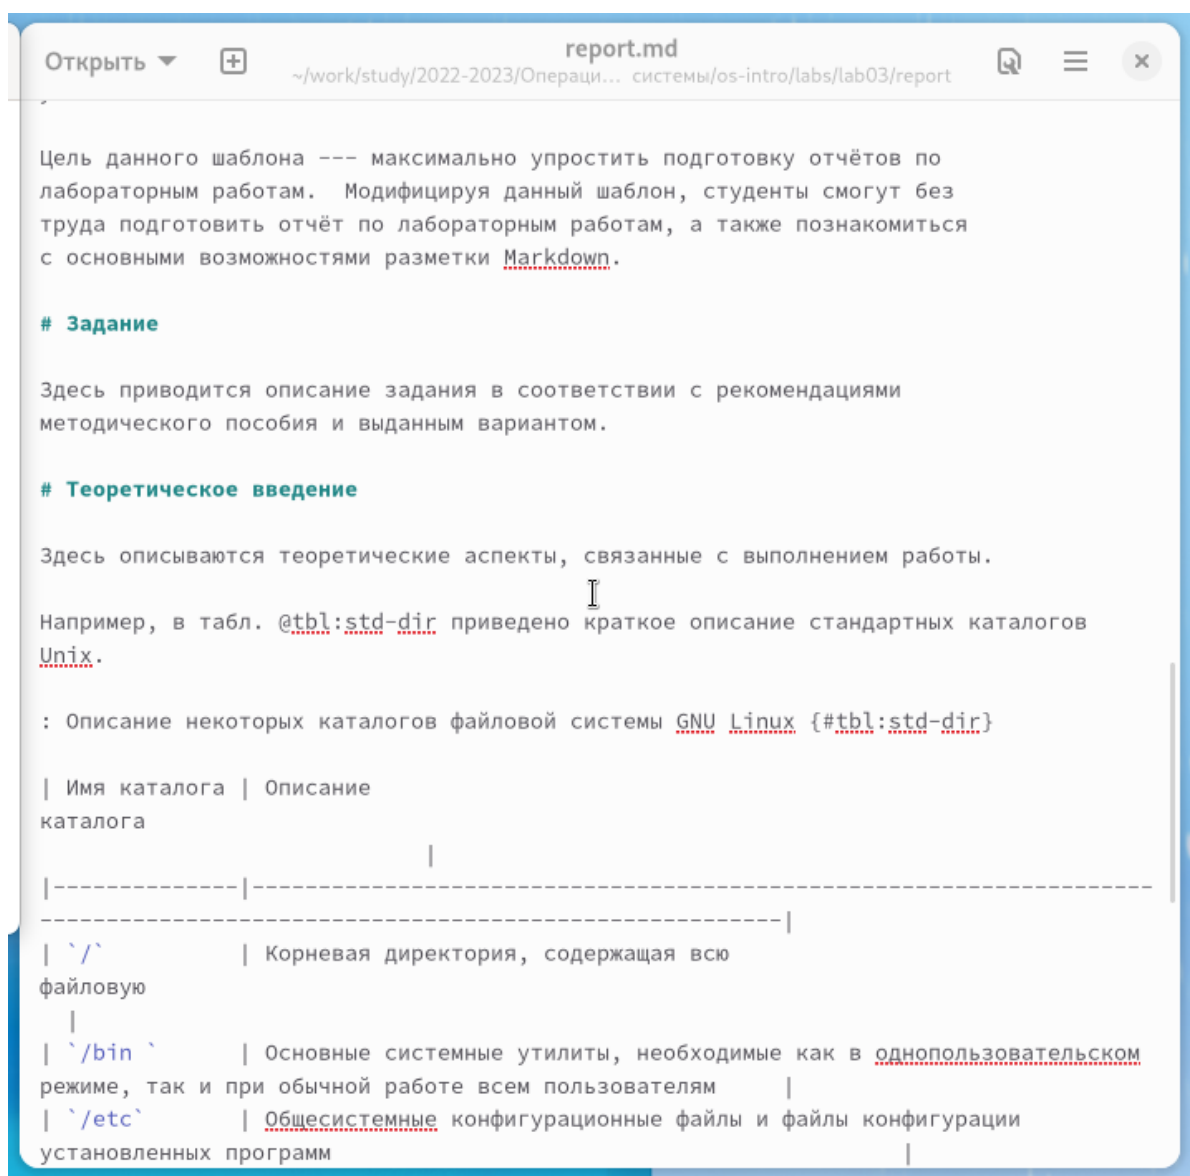 Открыть
report.md
~/work/study/2022-2023/Операци… системы/os-intro/labs/lab03/report
Цель данного шаблона --- максимально упростить подготовку отчётов по
лабораторным работам.  Модифицируя данный шаблон, студенты смогут без
труда подготовить отчёт по лабораторным работам, а также познакомиться
с основными возможностями разметки Markdown.
# Задание
Здесь приводится описание задания в соответствии с рекомендациями
методического пособия и выданным вариантом.
# Теоретическое введение
Здесь описываются теоретические аспекты, связанные с выполнением работы.
Например, в табл. @tbl:std-dir приведено краткое описание стандартных каталогов
Unix.
: Описание некоторых каталогов файловой системы GNU Linux {#tbl:std-dir}
| Имя каталога | Описание
каталога
|
|--------------|--------------------------------------------------------------------
--------------------------------------------------------|
| `/`          | Корневая директория, содержащая всю
файловую
|
| `/bin `      | Основные системные утилиты, необходимые как в однопользовательском
режиме, так и при обычной работе всем пользователям     |
| `/etc`       | Общесистемные конфигурационные файлы и файлы конфигурации
установленных программ                                           |